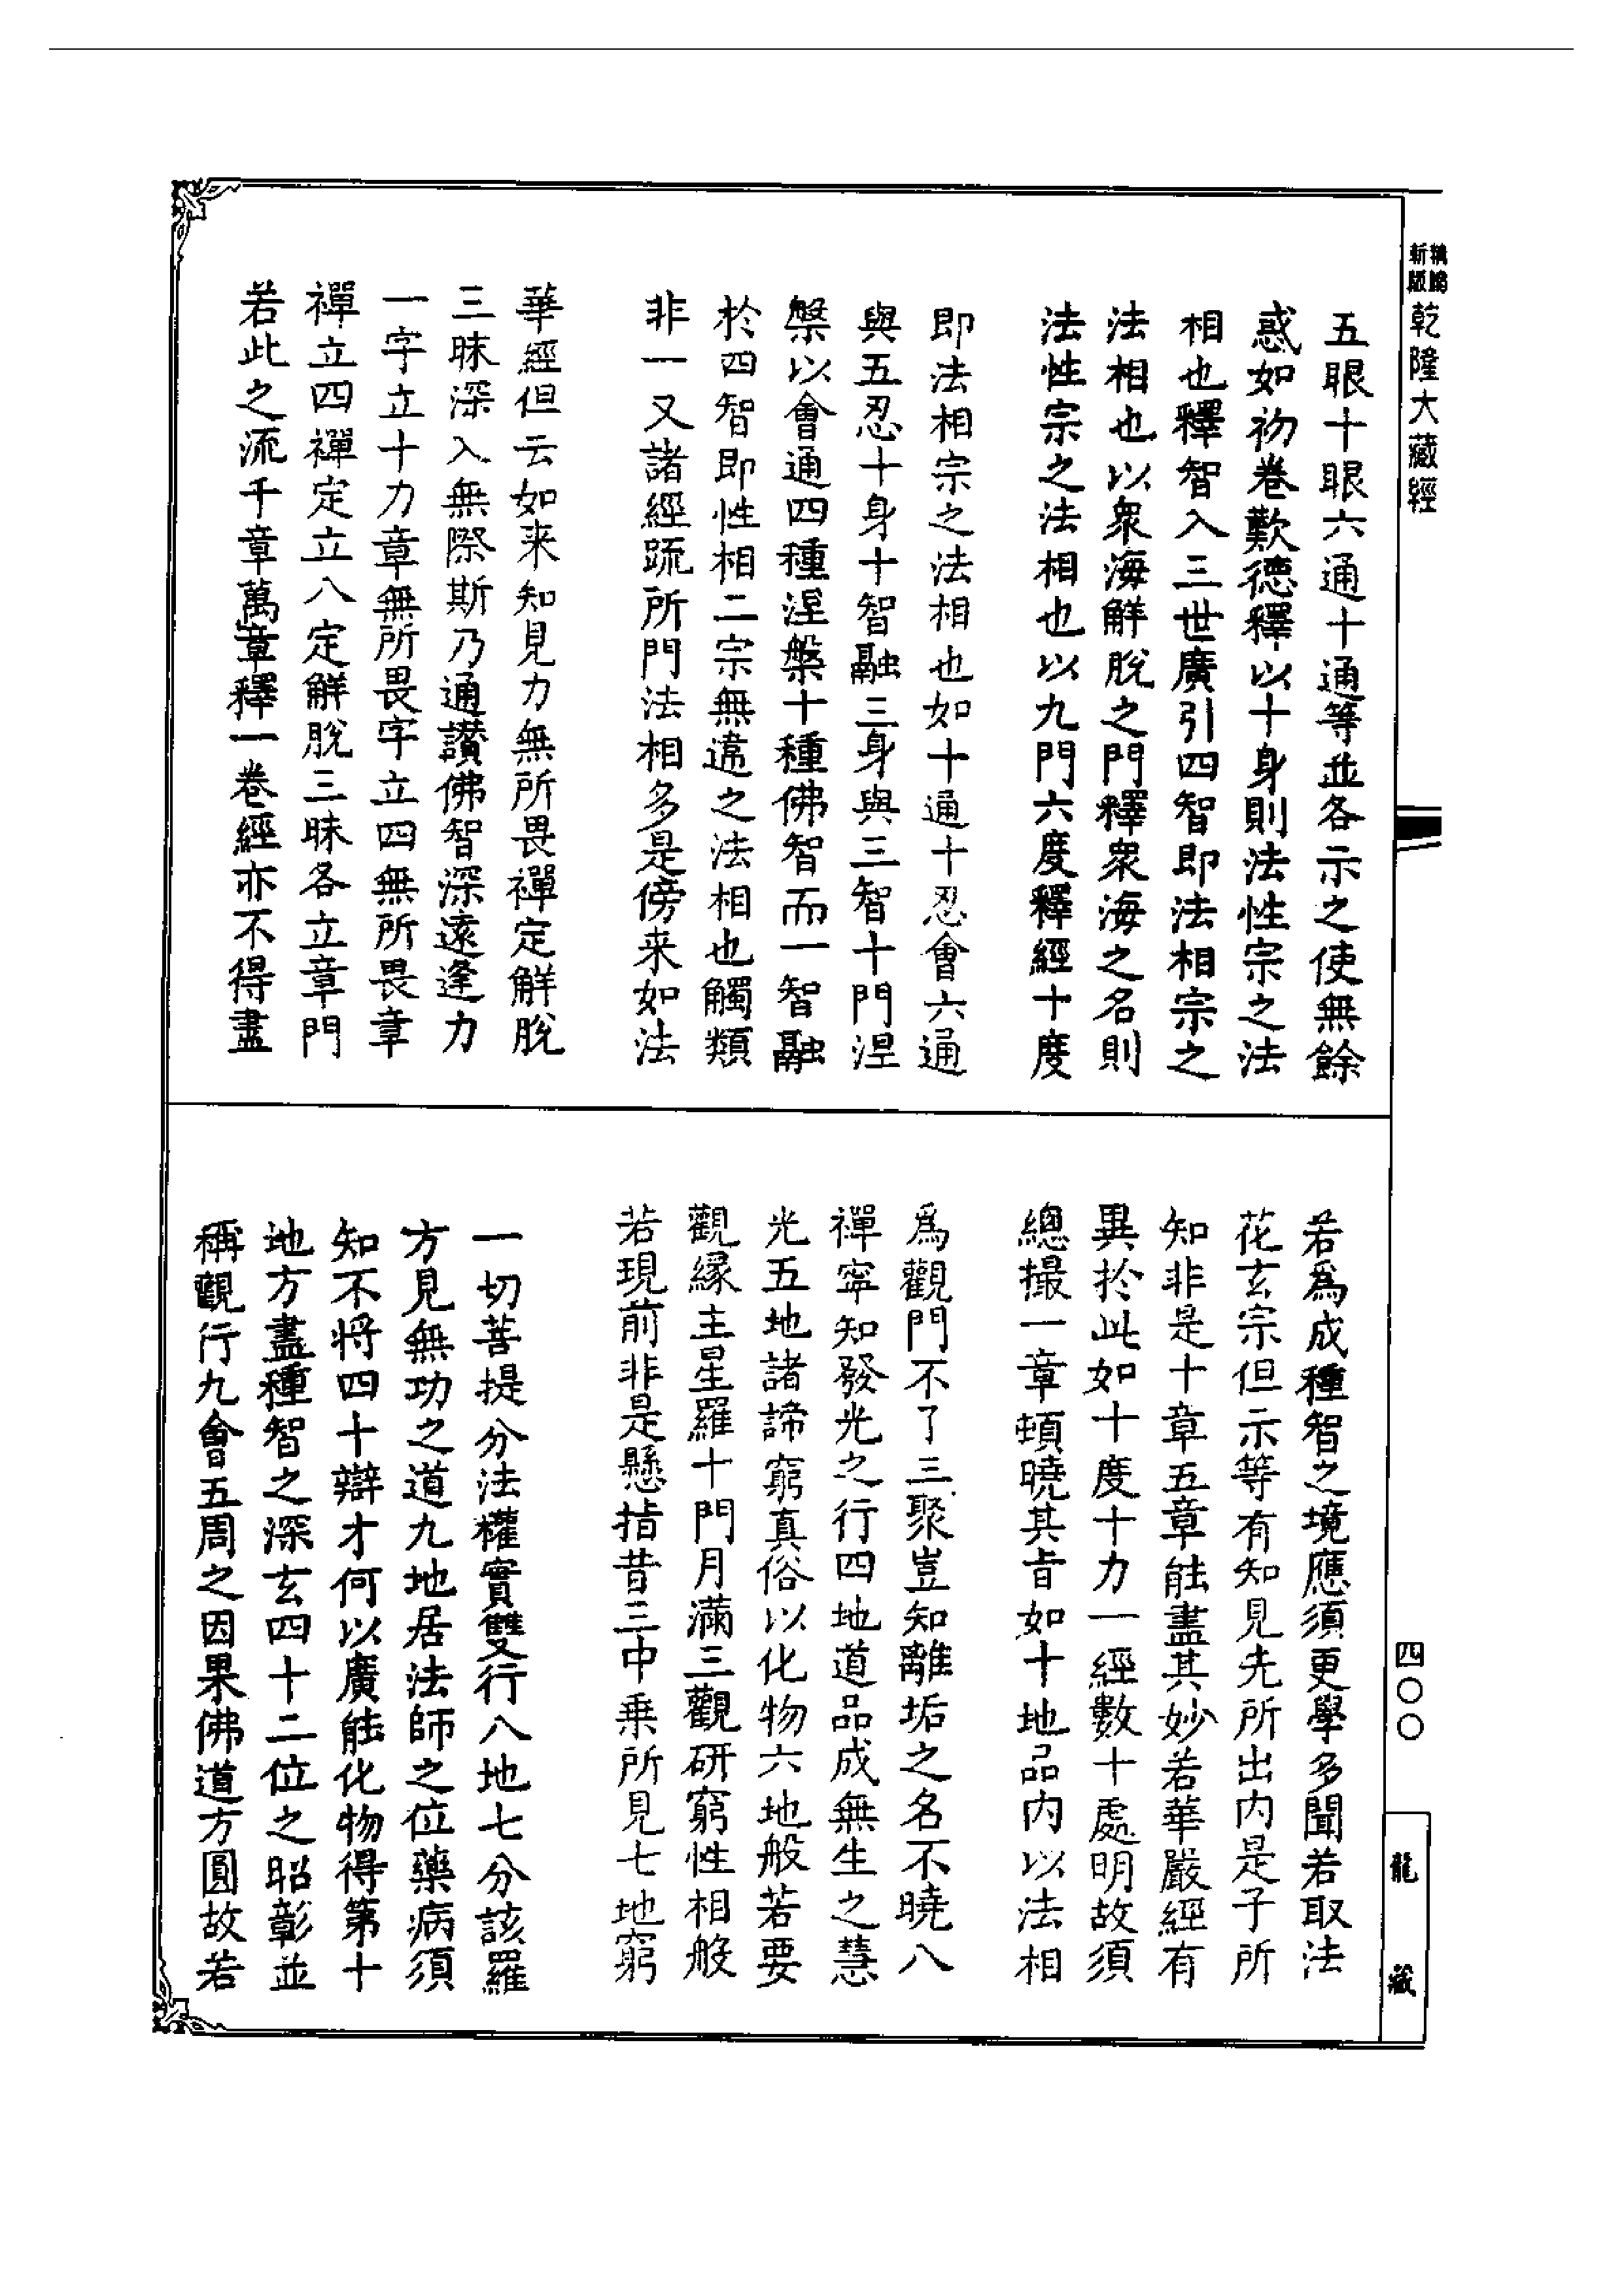 新版
精縮
乾隆大藏經
五眼十眼六通十通等並各示之使無餘
惑如初卷歎德釋以十身則法性宗之法
相也釋智入三世廣引四智即法相宗之
法相也以衆海解脫之門釋衆海之名則
法性宗之法相也以九門六度釋經十度
即法相宗之法相也如十通十忍會六通
與五忍十身十智融三身與三智十門涅
槃以會通四種涅槃十種佛智而一智融
於四智即性相二宗無違之法相也觸類
非一又諸經疏所門法相多是傍来如法
華經但云如来知見力無所畏禪定解脫
三昧深入無際斯乃通讚佛智深遠逢力
一字立十力章無所畏字立四無所畏章
禪立四禪定立八定解脫三昧各立章門
若此之流千章萬章釋一卷經亦不得盡
若爲成種智之境應須更學多聞若取法
花玄宗但示等有知見先所出内是子所
知非是十章五章能盡其妙若華嚴經有
異於此如十度十力一經數十處明故須
總撮一章頓曉其旨如十地品内以法相
爲觀門不了三聚豈知離垢之名不曉八
禪寧知發光之行四地道品成無生之慧
光五地諸諦窮真俗以化物六地般若要
觀緣主星羅十門月滿三觀研窮性相般
若現前非是懸指昔三中乗所見七地窮
一切菩提分法權實雙行八地七分該羅
方見無功之道九地居法師之位藥病須
知不将四十辯才何以廣能化物得第十
地方盡種智之深玄四十二位之昭彰並
稱觀行九會五周之因果佛道方圓故若
四〇〇
龍藏